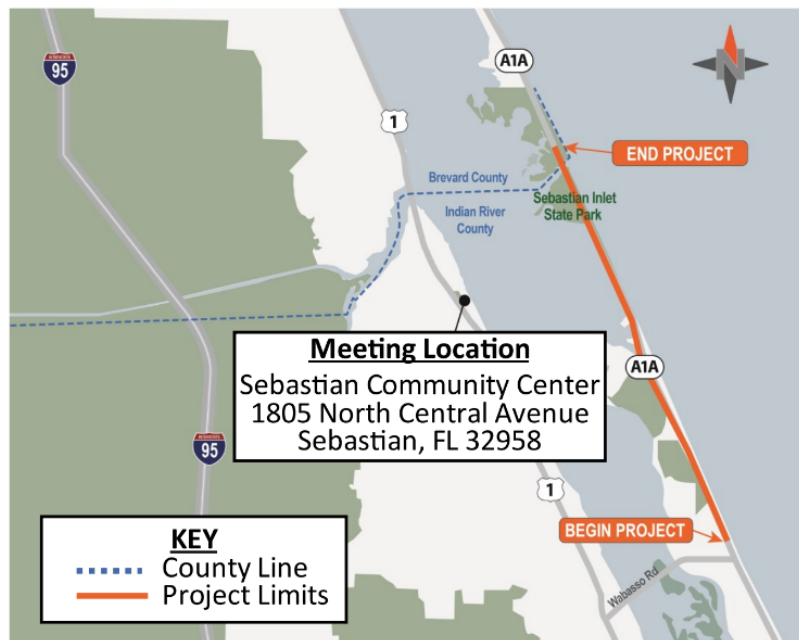 95
A1A
1
N
END PROJECT
Brevard County
Sebastian Inlet
State Park
Indian River
County
Meeting Location
Sebastian Community Center
1805 North Central Avenue
Sebastian, FL 32958
A1A
95
1
BEGIN PROJECT
KEY
County Line
Project Limits
Wabasso Rd